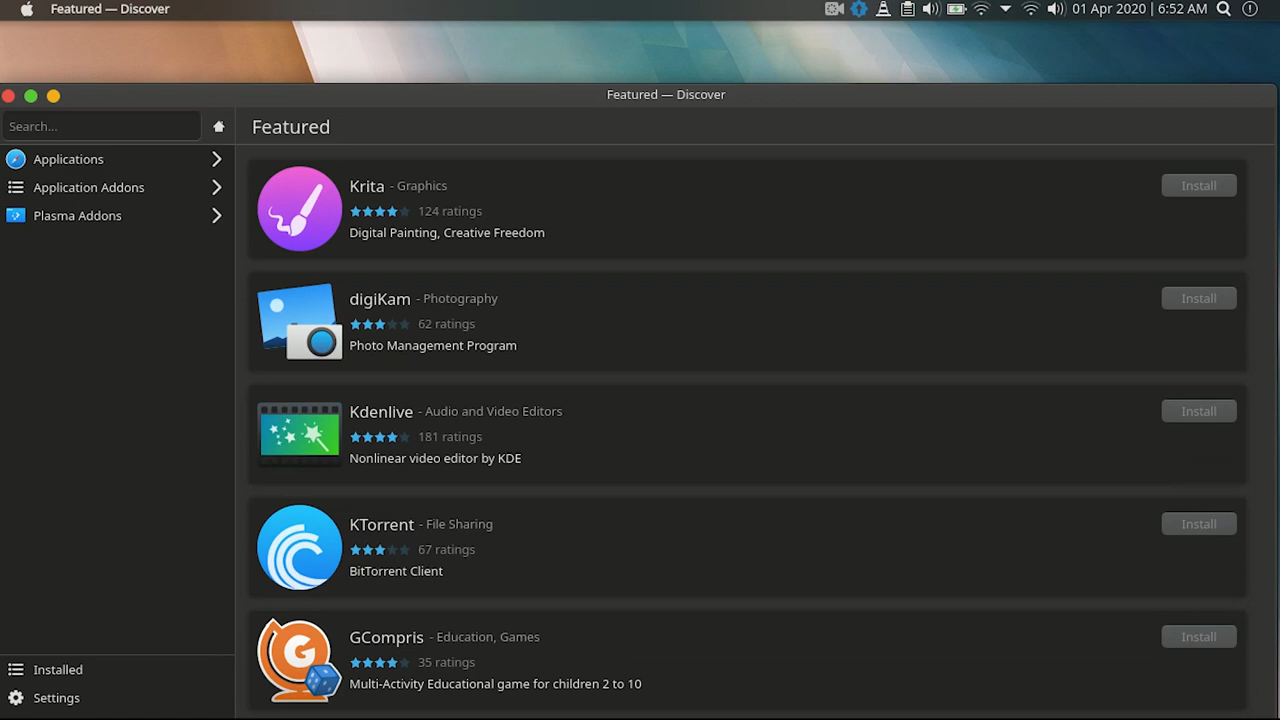 Featured — Discover
01 Apr 2020 | 6:52 AM
Featured — Discover
Search...
Featured
Applications
Application Addons
Plasma Addons
Krita - Graphics
124 ratings
Digital Painting, Creative Freedom
Install
digiKam - Photography
62 ratings
Photo Management Program
Install
Kdenlive - Audio and Video Editors
181 ratings
Nonlinear video editor by KDE
Install
KTorrent - File Sharing
67 ratings
BitTorrent Client
Install
G
GCompris - Education, Games
35 ratings
Multi-Activity Educational game for children 2 to 10
Install
Installed
Settings